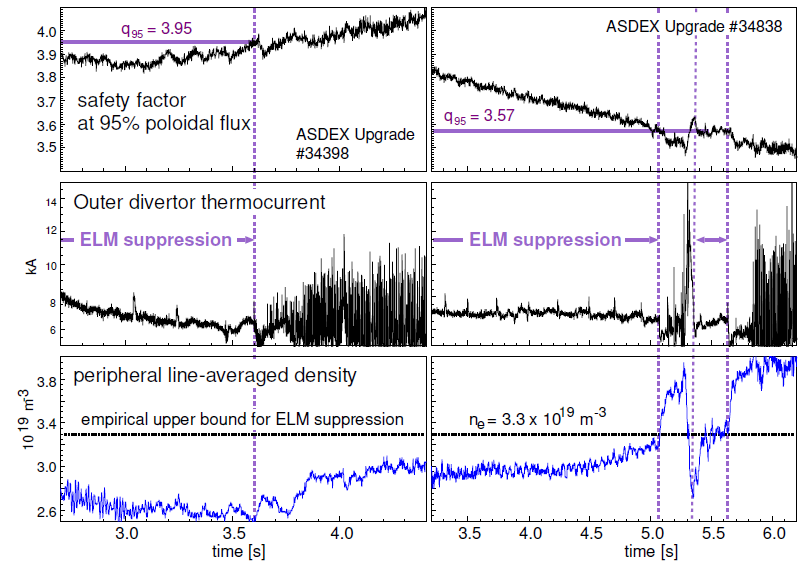 q95 = 3.95
4.0
3.9
3.8
3.7
3.6
3.5
safety factor
at 95% poloidal flux
ASDEX Upgrade
#34398
ASDEX Upgrade #34838
q95 = 3.57
14
12
10
8
6
kA
Outer divertor thermocurrent
ELM suppression
ELM suppression
3.8
3.4
3.0
2.6
10 19 m-3
peripheral line-averaged density
empirical upper bound for ELM suppression
ne = 3.3 x 10 19 m-3
3.0 3.5 4.0
time [s]
3.5 4.0 4.5 5.0 5.5 6.0
time [s]